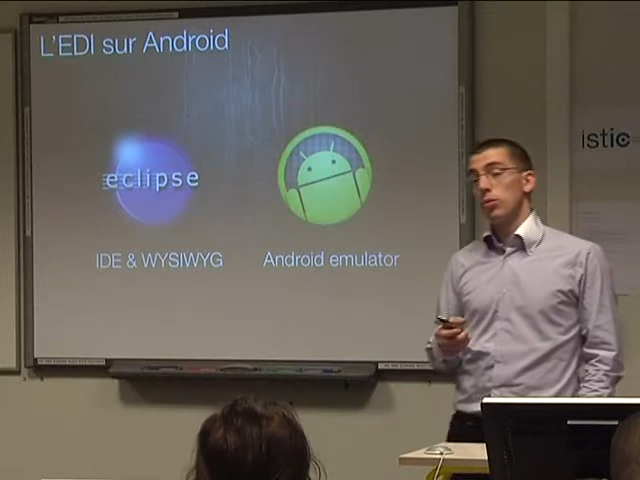 L'EDI sur Android
eclipse
IDE & WYSIWYG
Android emulator
istic